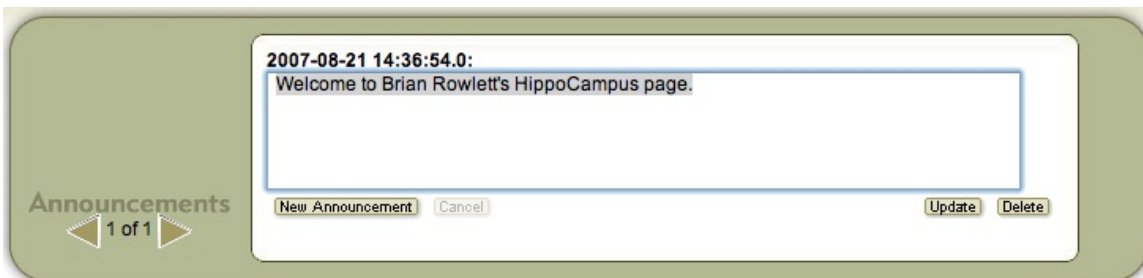 2007-08-21 14:36:54.0:
Welcome to Brian Rowlett's HippoCampus page.
New Announcement Cancel Update Delete
Announcements
1 of 1